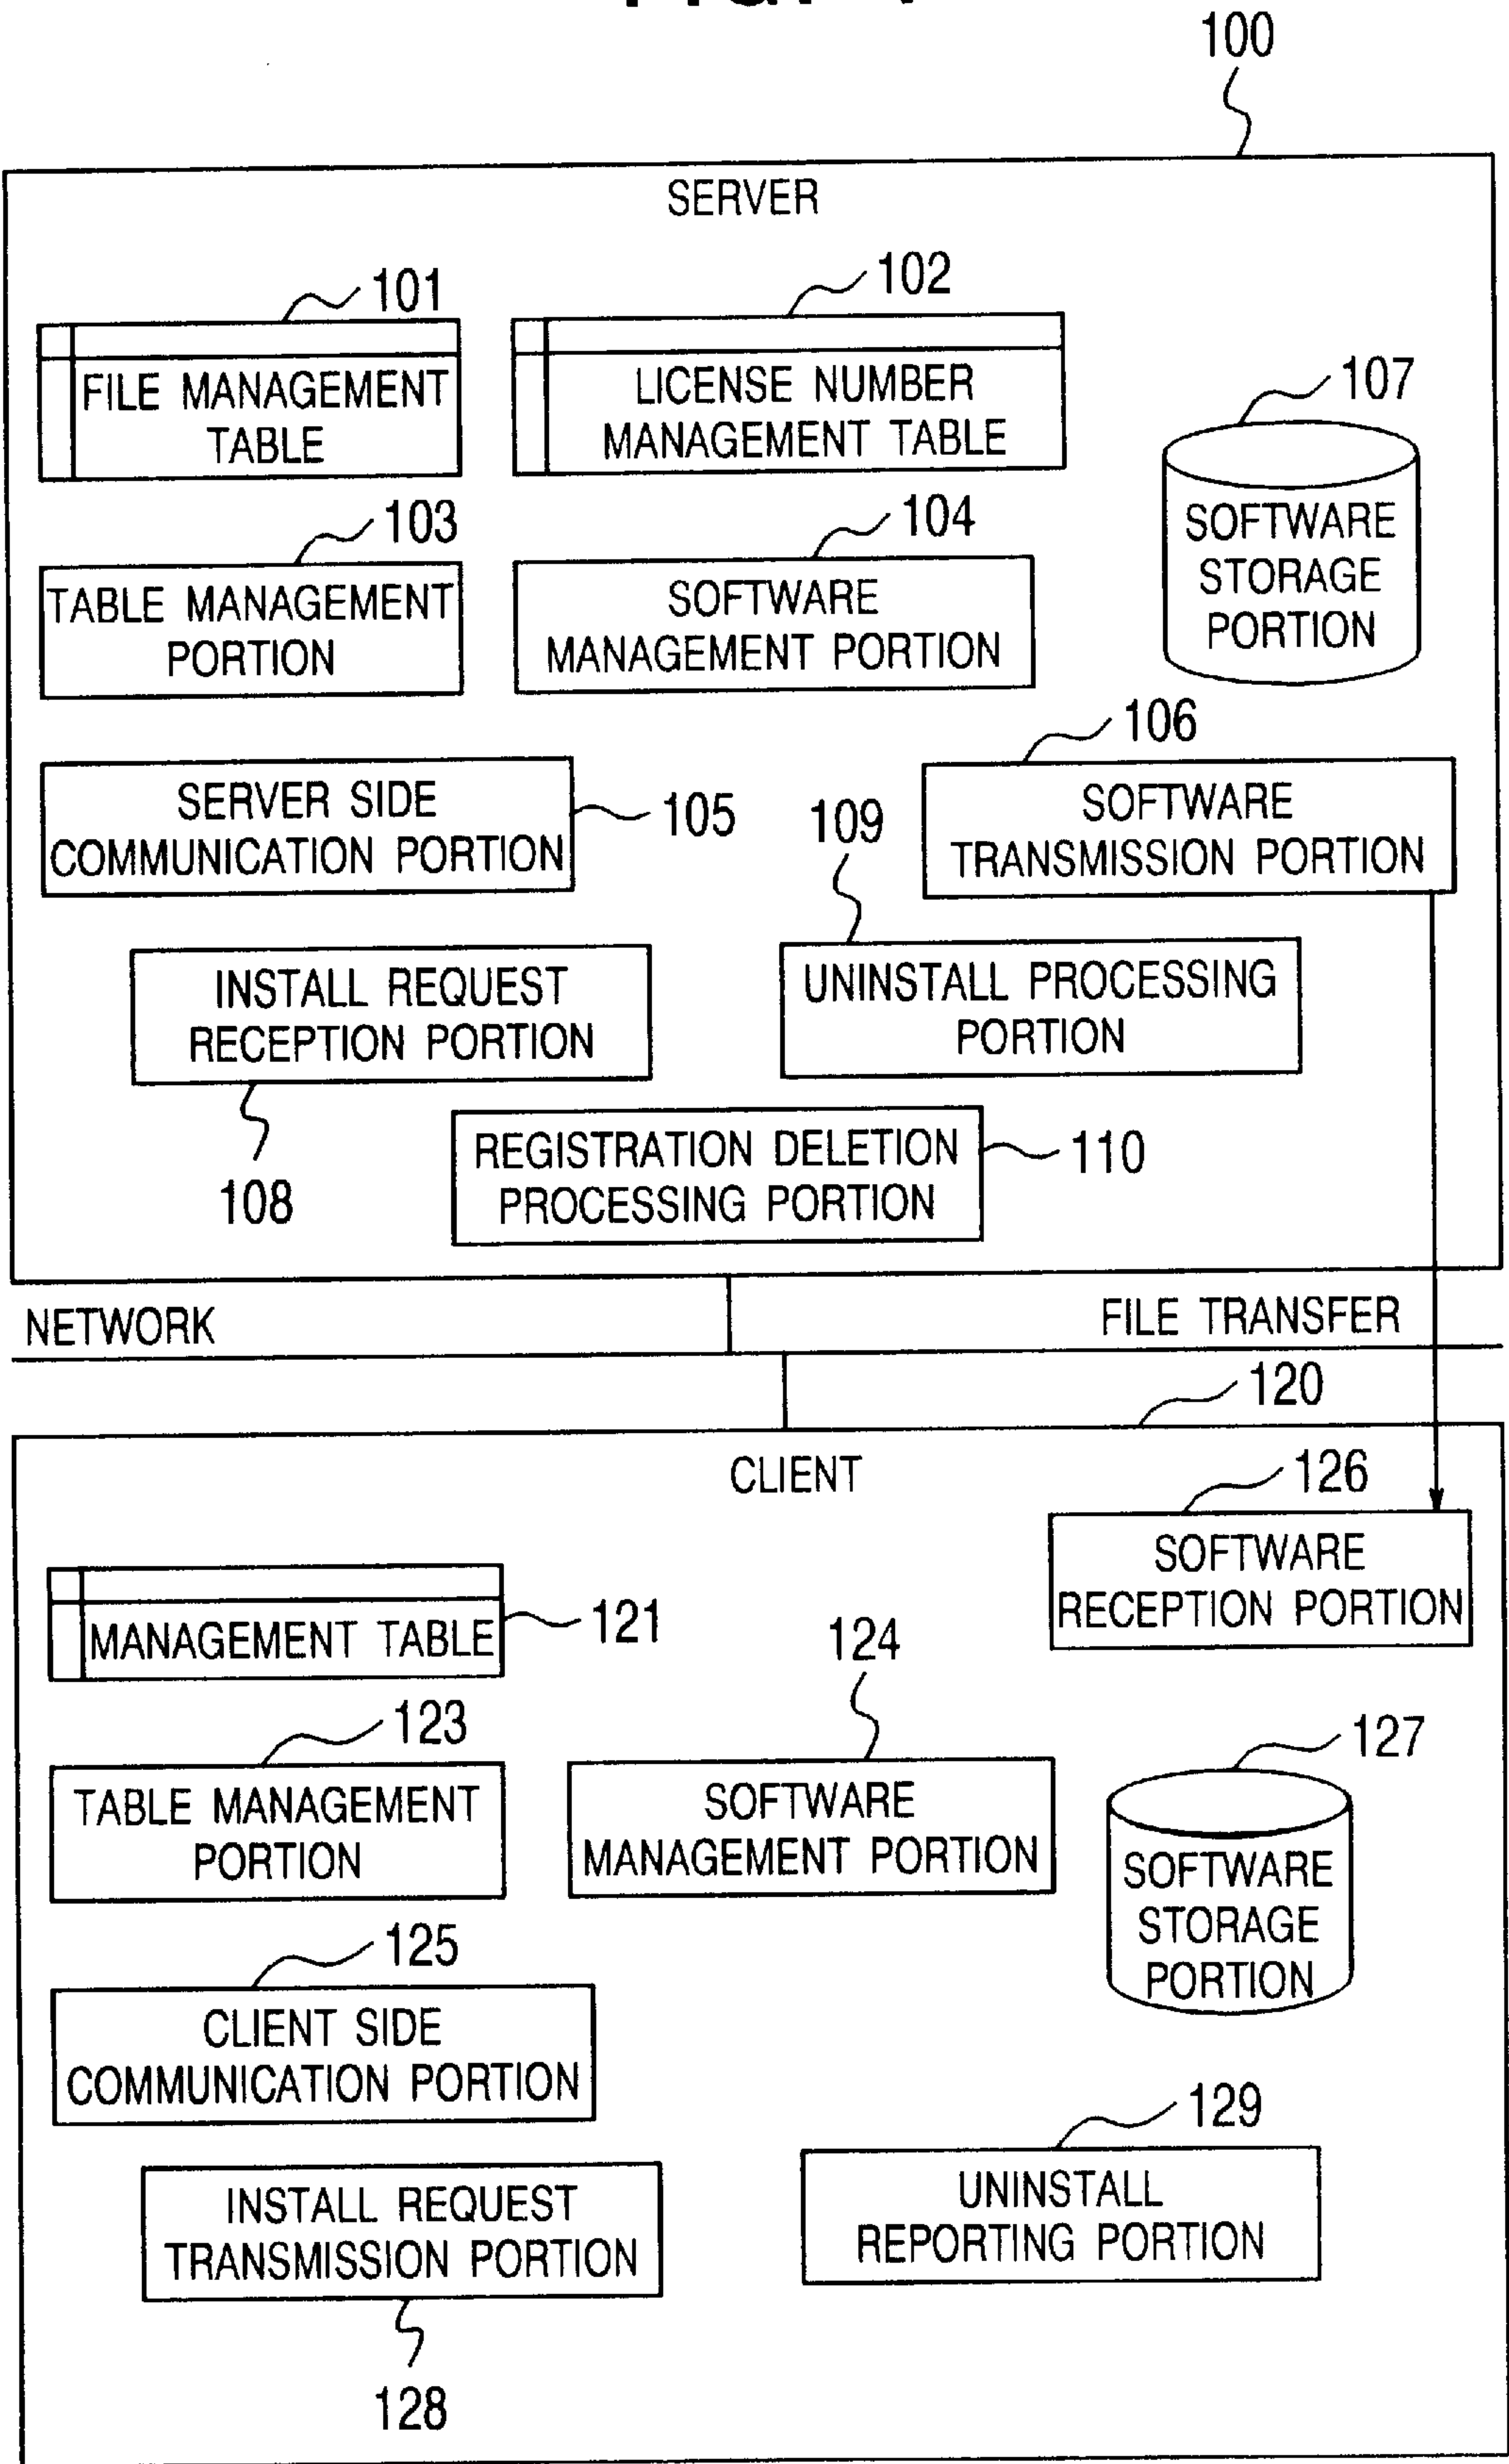 100
SERVER
101
102
FILE MANAGEMENT
TABLE
LICENSE NUMBER
MANAGEMENT TABLE
107
SOFTWARE
STORAGE
PORTION
103
104
TABLE MANAGEMENT
PORTION
SOFTWARE
MANAGEMENT PORTION
106
SERVER SIDE
COMMUNICATION PORTION
105
109
SOFTWARE
TRANSMISSION PORTION
INSTALL REQUEST
RECEPTION PORTION
UNINSTALL PROCESSING
PORTION
108
REGISTRATION DELETION
PROCESSING PORTION
110
NETWORK
FILE TRANSFER
120
CLIENT
126
SOFTWARE
RECEPTION PORTION
MANAGEMENT TABLE
121
124
123
TABLE MANAGEMENT
PORTION
SOFTWARE
MANAGEMENT PORTION
127
SOFTWARE
STORAGE
PORTION
125
CLIENT SIDE
COMMUNICATION PORTION
129
INSTALL REQUEST
TRANSMISSION PORTION
UNINSTALL
REPORTING PORTION
128